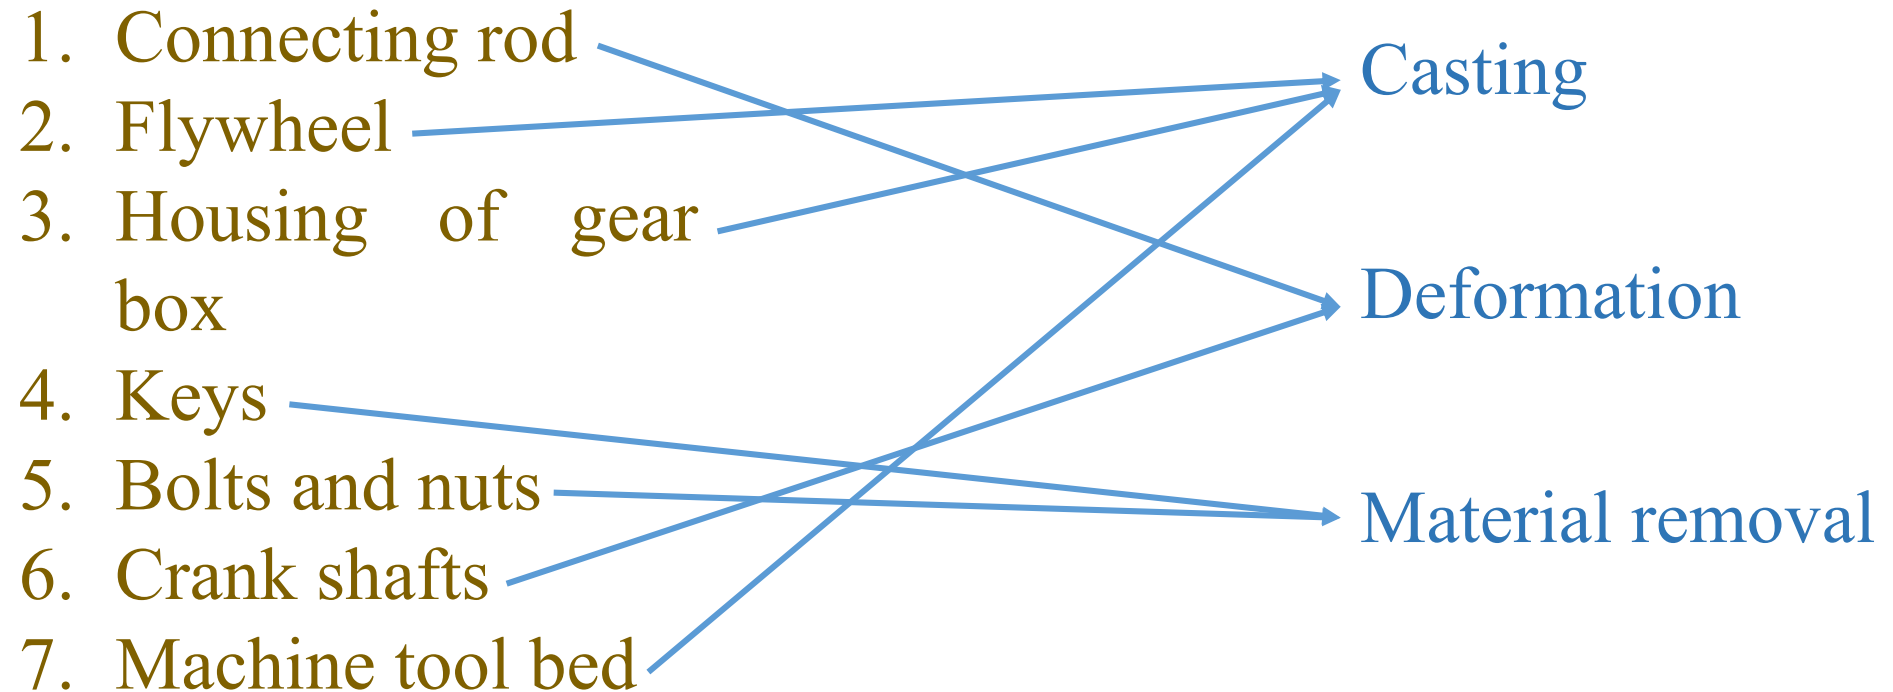 1. Connecting rod
2. Flywheel
3. Housing of gear
box
4. Keys
5. Bolts and nuts
6. Crank shafts
7. Machine tool bed
Casting
Deformation
Material removal